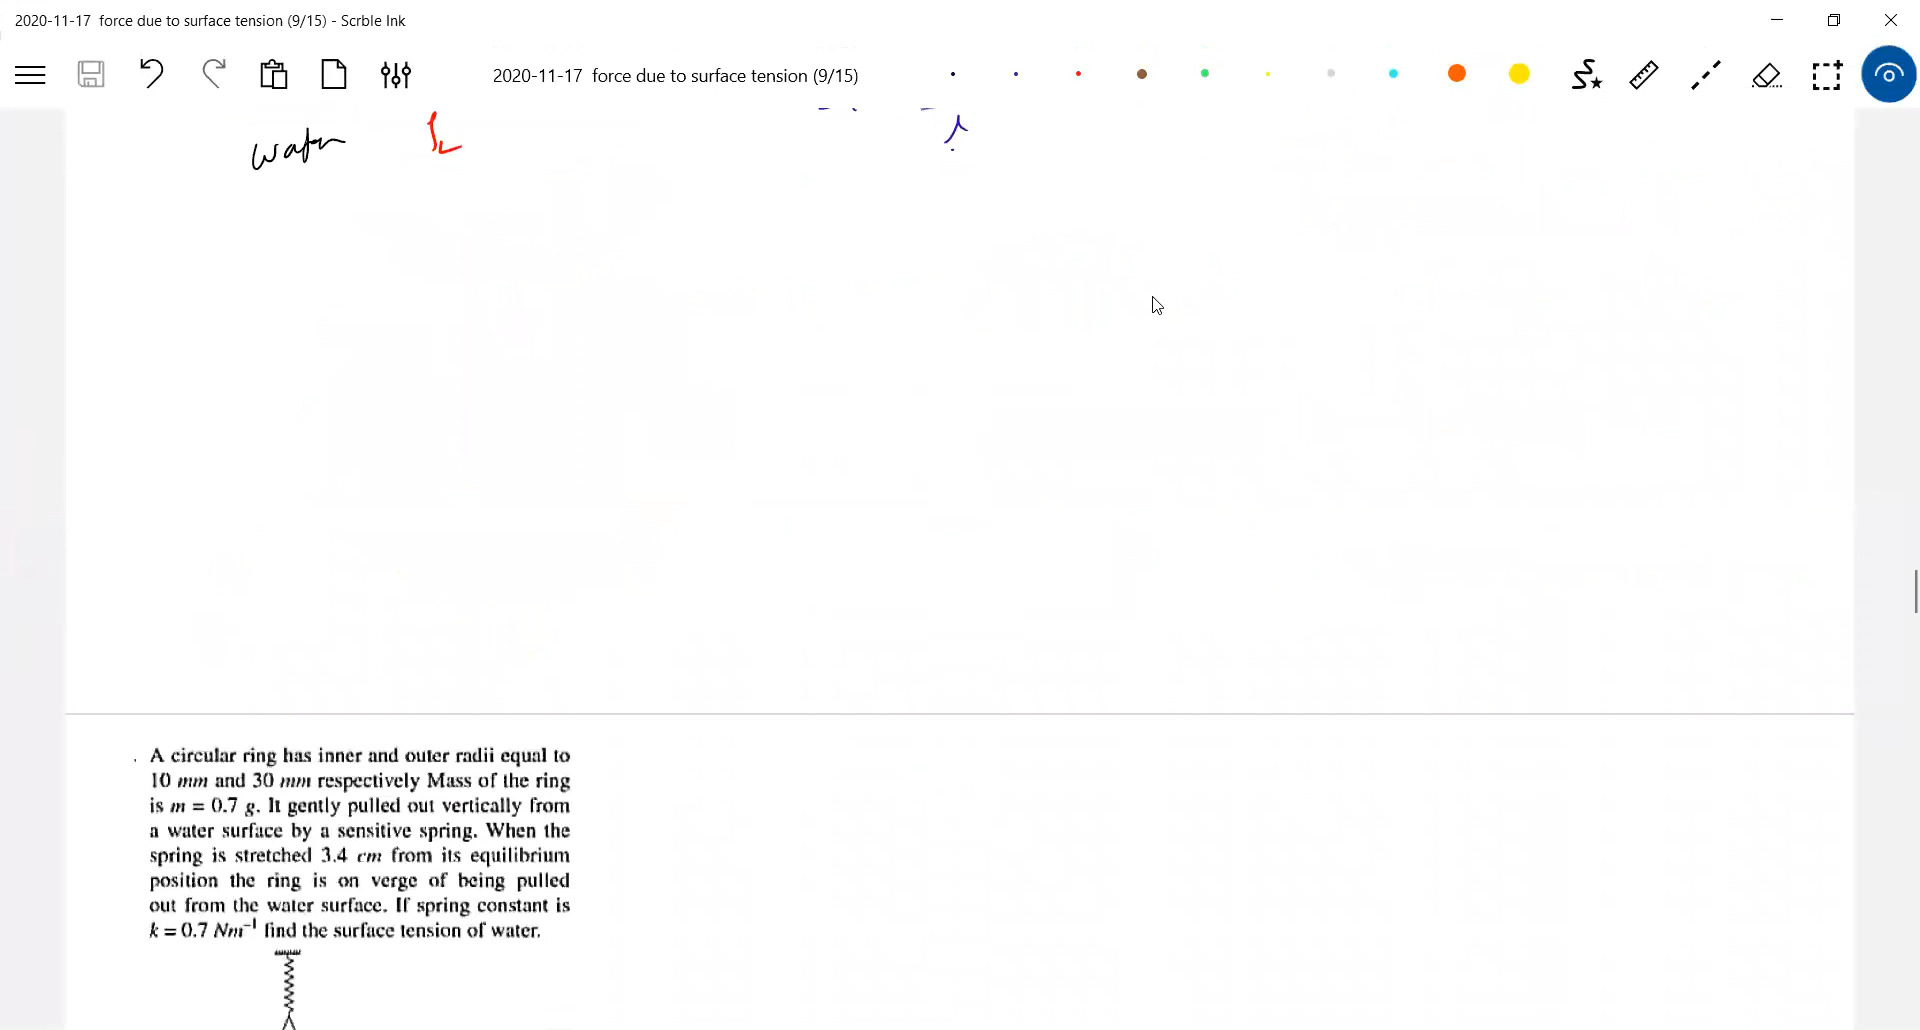 2020-11-17 force due to surface tension (9/15) - Scrble Ink
2020-11-17 force due to surface tension (9/15)
water
A circular ring has inner and outer radii equal to
10 mm and 30 mm respectively Mass of the ring
is m = 0.7 g. It gently pulled out vertically from
a water surface by a sensitive spring. When the
spring is stretched 3.4 cm from its equilibrium
position the ring is on verge of being pulled
out from the water surface. If spring constant is
k = 0.7 Nm⁻¹ find the surface tension of water.